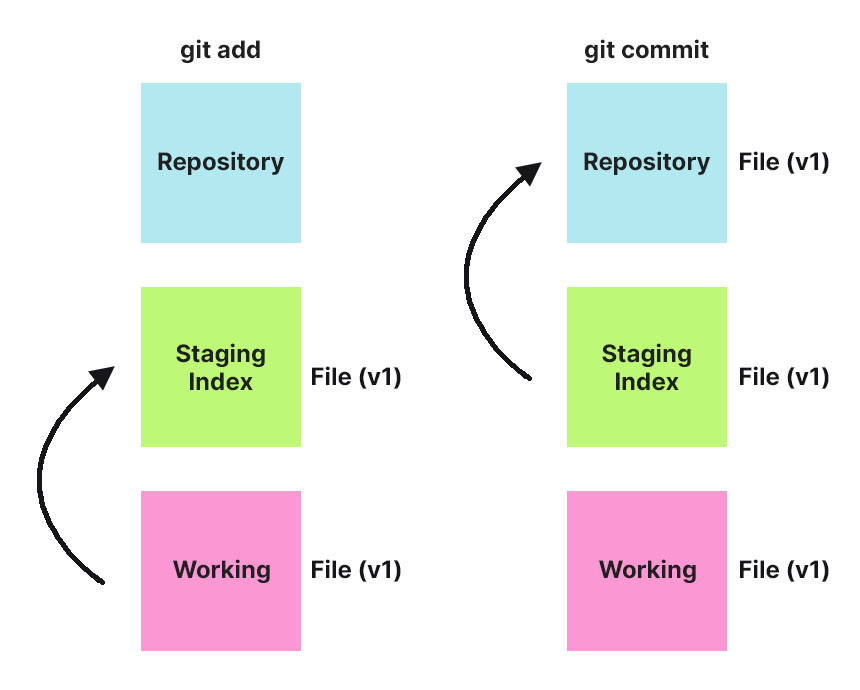 git add
Repository
Staging
Index
File (v1)
Working
File (v1)
git commit
Repository
File (v1)
Staging
Index
File (v1)
Working
File (v1)